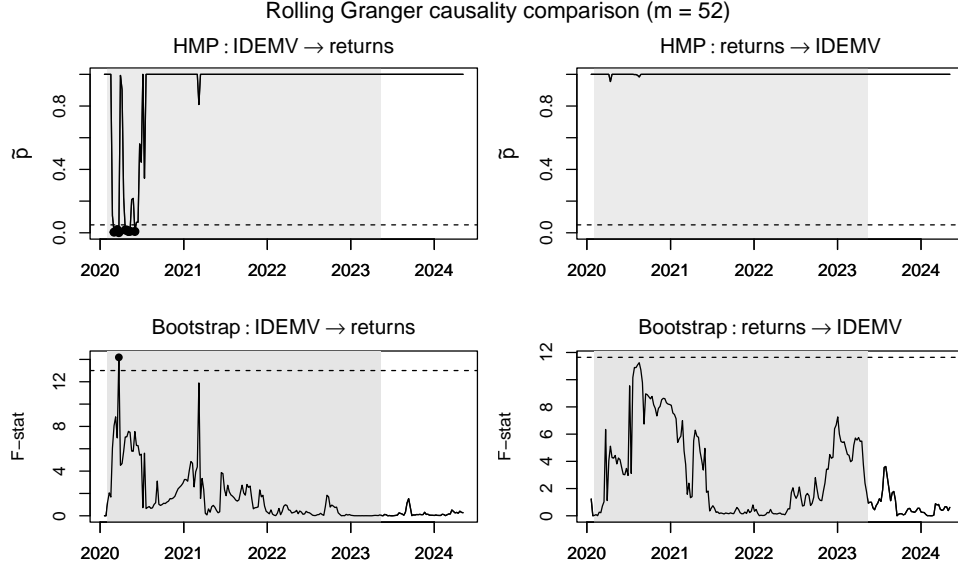 Rolling Granger causality comparison (m = 52)
HMP : IDEMV → returns
p̃
0.0 0.4 0.8
2020 2021 2022 2023 2024
HMP : returns → IDEMV
p̃
0.0 0.4 0.8
2020 2021 2022 2023 2024
Bootstrap : IDEMV → returns
F−stat
0 4 8 12
2020 2021 2022 2023 2024
Bootstrap : returns → IDEMV
F−stat
0 2 4 6 8 12
2020 2021 2022 2023 2024